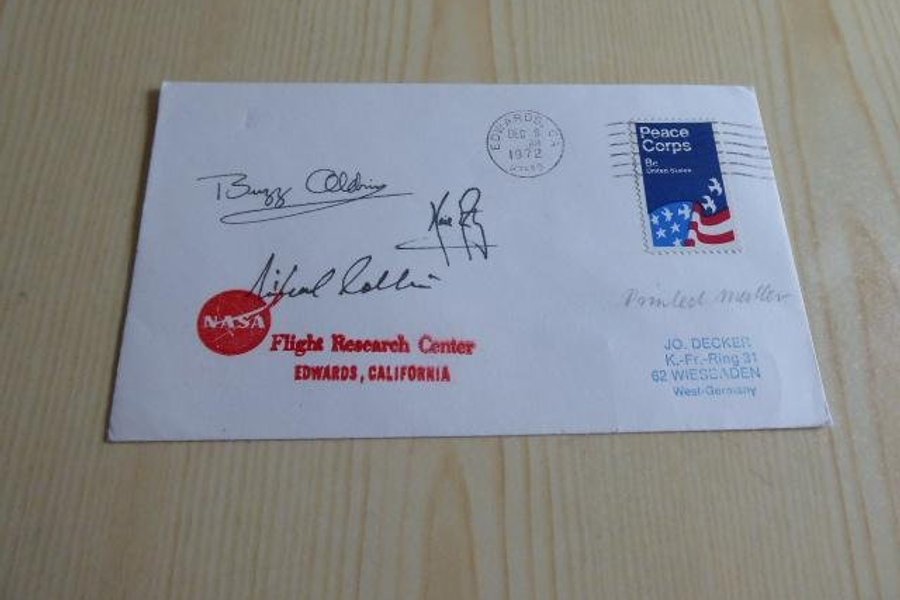 EDWARDS, CA
DEC 9
1972
Peace
Corps
8c
United States
Buzz Aldrin
Michael Collins
NASA
Flight Research Center
EDWARDS, CALIFORNIA
Printed Matter
JO. DECKER
K.-Fr.-Ring 31
62 WIESBADEN
West-Germany